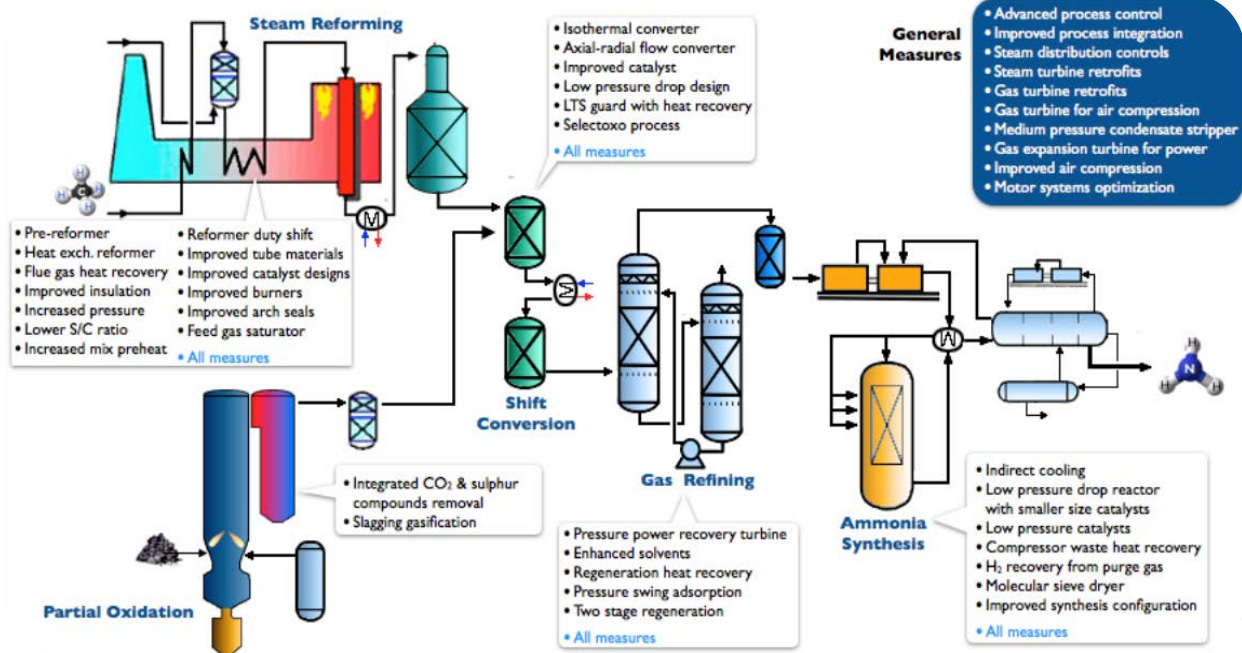 Steam Reforming
• Isothermal converter
• Axial-radial flow converter
• Improved catalyst
• Low pressure drop design
• LTS guard with heat recovery
• Selectoxo process
• All measures
General
Measures
• Advanced process control
• Improved process integration
• Steam distribution controls
• Steam turbine retrofits
• Gas turbine retrofits
• Gas turbine for air compression
• Medium pressure condensate stripper
• Gas expansion turbine for power
• Improved air compression
• Motor systems optimization
H
H
C
H
H
• Pre-reformer
• Heat exch. reformer
• Flue gas heat recovery
• Improved insulation
• Increased pressure
• Lower S/C ratio
• Increased mix preheat
• Reformer duty shift
• Improved tube materials
• Improved catalyst designs
• Improved burners
• Improved arch seals
• Feed gas saturator
• All measures
Shift
Conversion
H
N
H
H
• Integrated CO₂ & sulphur
compounds removal
• Slagging gasification
Partial Oxidation
Gas Refining
• Pressure power recovery turbine
• Enhanced solvents
• Regeneration heat recovery
• Pressure swing adsorption
• Two stage regeneration
• All measures
Ammonia
Synthesis
• Indirect cooling
• Low pressure drop reactor
with smaller size catalysts
• Low pressure catalysts
• Compressor waste heat recovery
• H₂ recovery from purge gas
• Molecular sieve dryer
• Improved synthesis configuration
• All measures